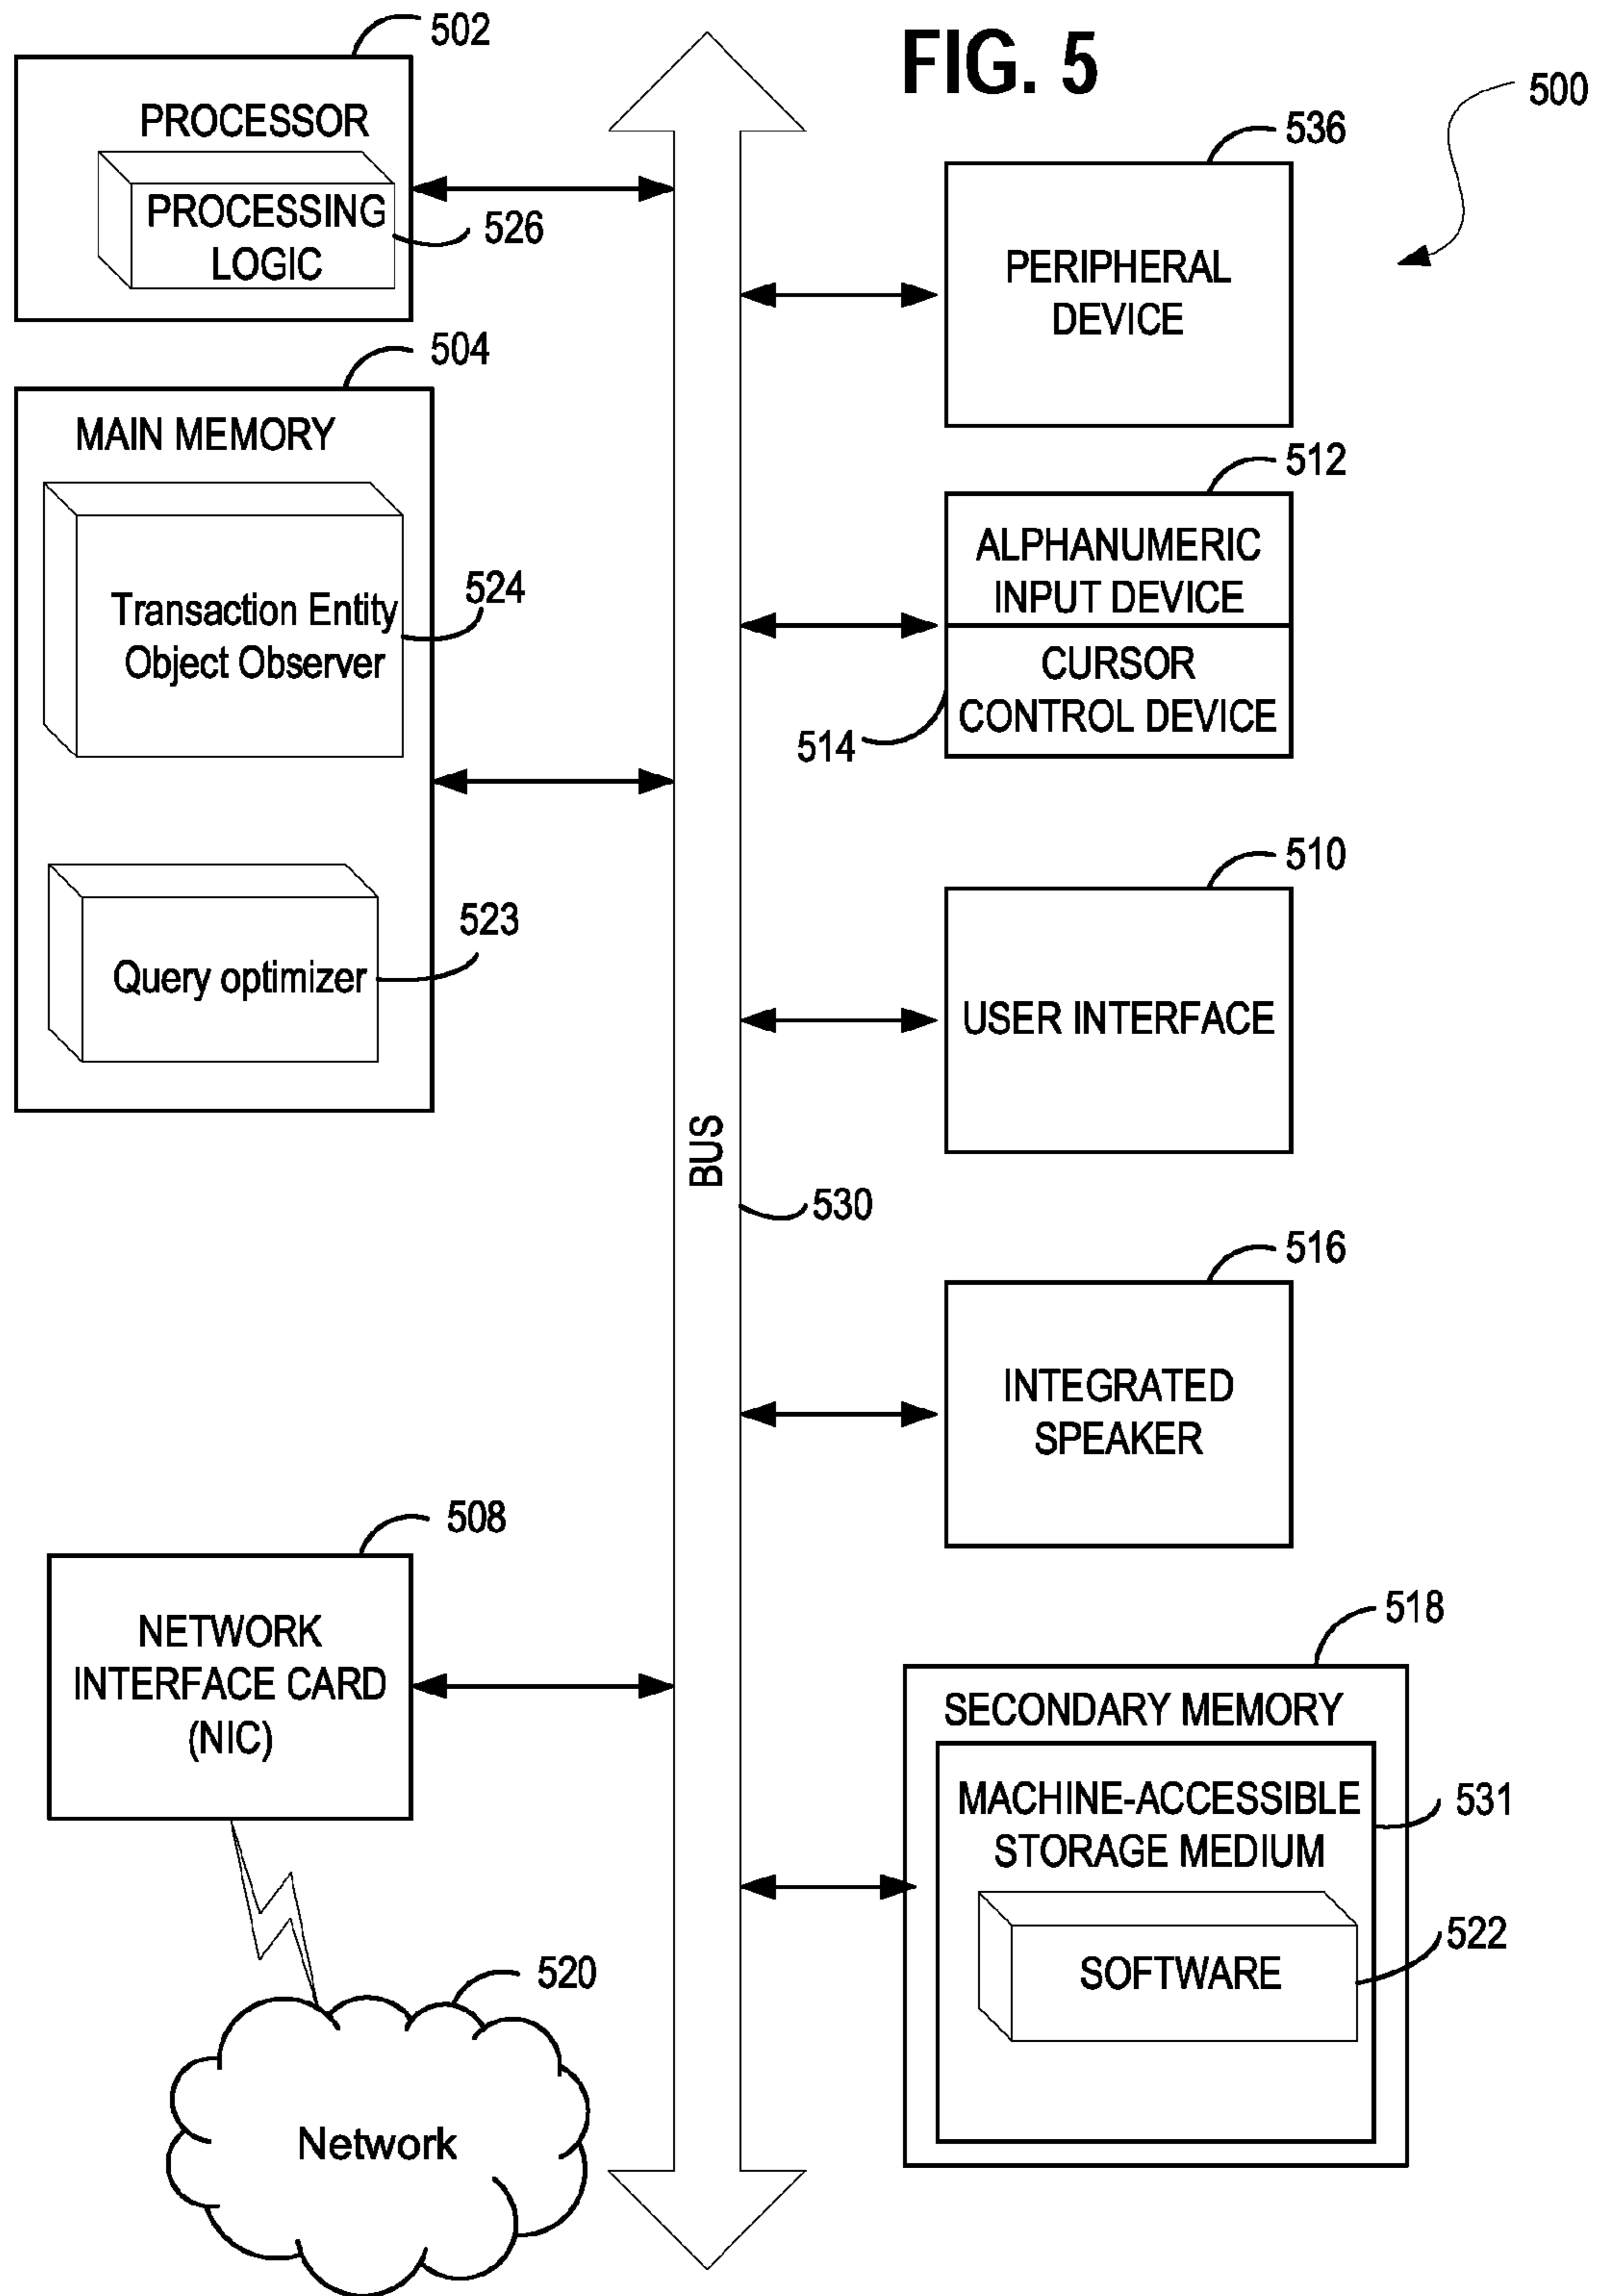 FIG. 5
500
502
PROCESSOR
PROCESSING
LOGIC
526
504
MAIN MEMORY
Transaction Entity
Object Observer
524
Query optimizer
523
BUS
530
536
PERIPHERAL
DEVICE
512
ALPHANUMERIC
INPUT DEVICE
CURSOR
CONTROL DEVICE
514
510
USER INTERFACE
516
INTEGRATED
SPEAKER
508
NETWORK
INTERFACE CARD
(NIC)
520
Network
518
SECONDARY MEMORY
MACHINE-ACCESSIBLE
STORAGE MEDIUM
531
SOFTWARE
522